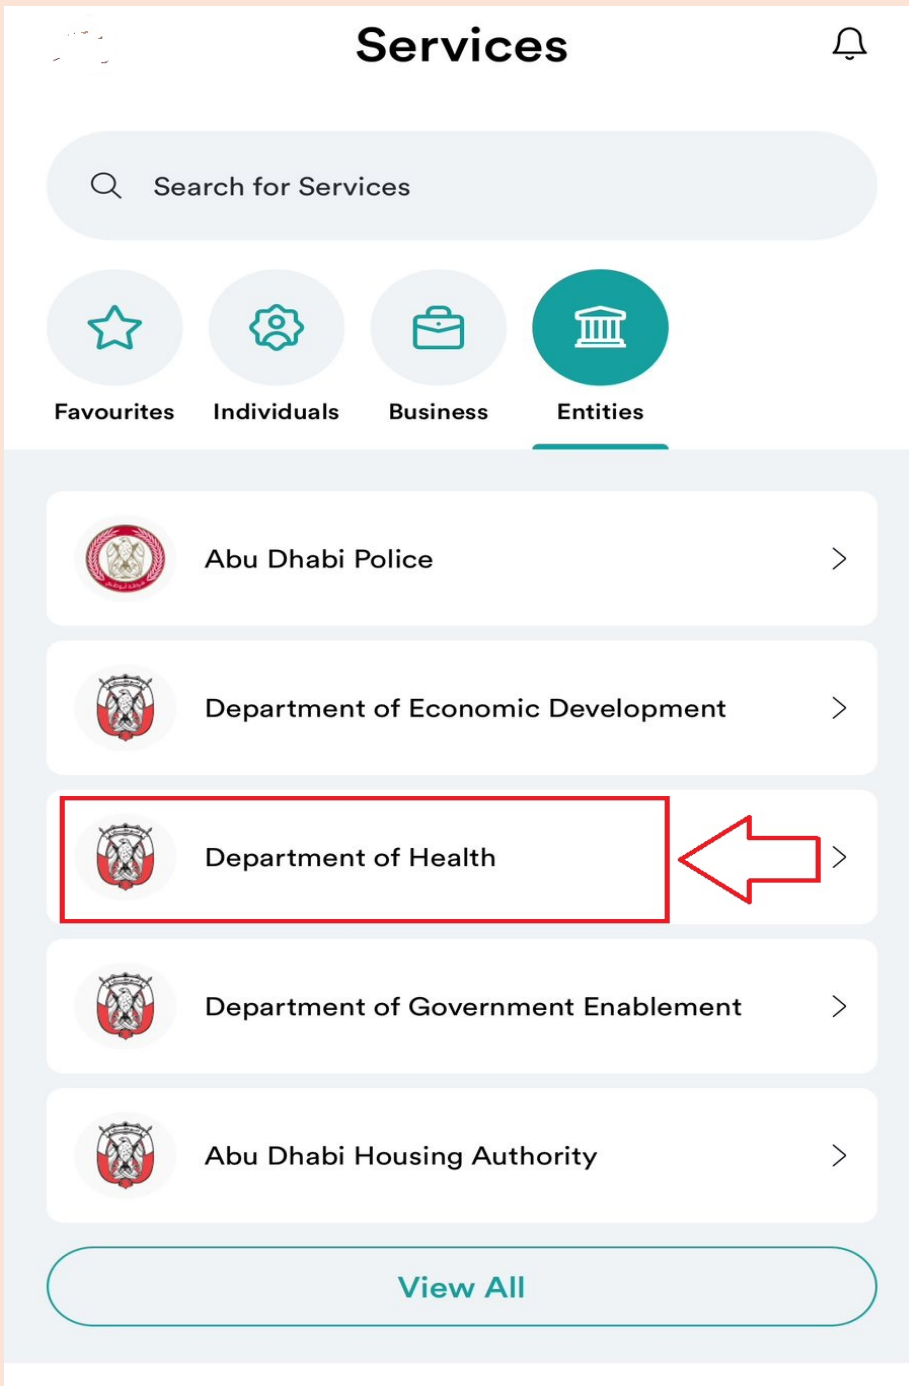 Services
Search for Services
Favourites
Individuals
Business
Entities
Abu Dhabi Police
Department of Economic Development
Department of Health
Department of Government Enablement
Abu Dhabi Housing Authority
View All